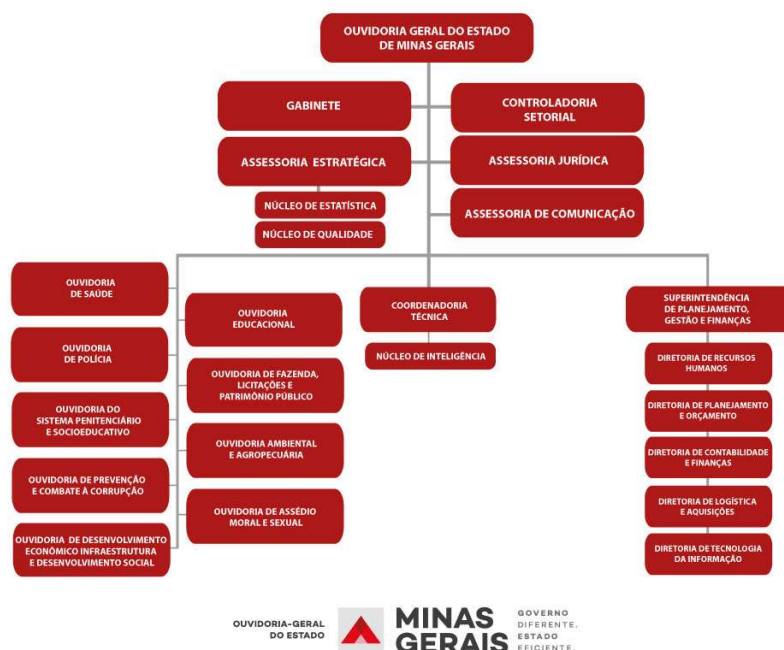 OUVIDORIA GERAL DO ESTADO
DE MINAS GERAIS
GABINETE
CONTROLADORIA
SETORIAL
ASSESSORIA ESTRATÉGICA
ASSESSORIA JURÍDICA
NÚCLEO DE ESTATÍSTICA
NÚCLEO DE QUALIDADE
ASSESSORIA DE COMUNICAÇÃO
OUVIDORIA
DE SAÚDE
OUVIDORIA
DE POLÍCIA
OUVIDORIA DO
SISTEMA PENITENCIÁRIO
E SOCIOEDUCATIVO
OUVIDORIA DE PREVENÇÃO
E COMBATE À CORRUPÇÃO
OUVIDORIA DE DESENVOLVIMENTO
ECONÔMICO INFRAESTRUTURA
E DESENVOLVIMENTO SOCIAL
OUVIDORIA
EDUCACIONAL
OUVIDORIA DE FAZENDA,
LICITAÇÕES E
PATRIMÔNIO PÚBLICO
OUVIDORIA AMBIENTAL
E AGROPECUÁRIA
OUVIDORIA DE ASSÉDIO
MORAL E SEXUAL
COORDENADORIA
TÉCNICA
NÚCLEO DE INTELIGÊNCIA
SUPERINTENDÊNCIA
DE PLANEJAMENTO,
GESTÃO E FINANÇAS
DIRETORIA DE RECURSOS
HUMANOS
DIRETORIA DE PLANEJAMENTO
E ORÇAMENTO
DIRETORIA DE CONTABILIDADE
E FINANÇAS
DIRETORIA DE LOGÍSTICA
E AQUISIÇÕES
DIRETORIA DE TECNOLOGIA
DA INFORMAÇÃO
OUVIDORIA-GERAL
DO ESTADO
MINAS
GERAIS
GOVERNO
DIFERENTE.
ESTADO
EFICIENTE.